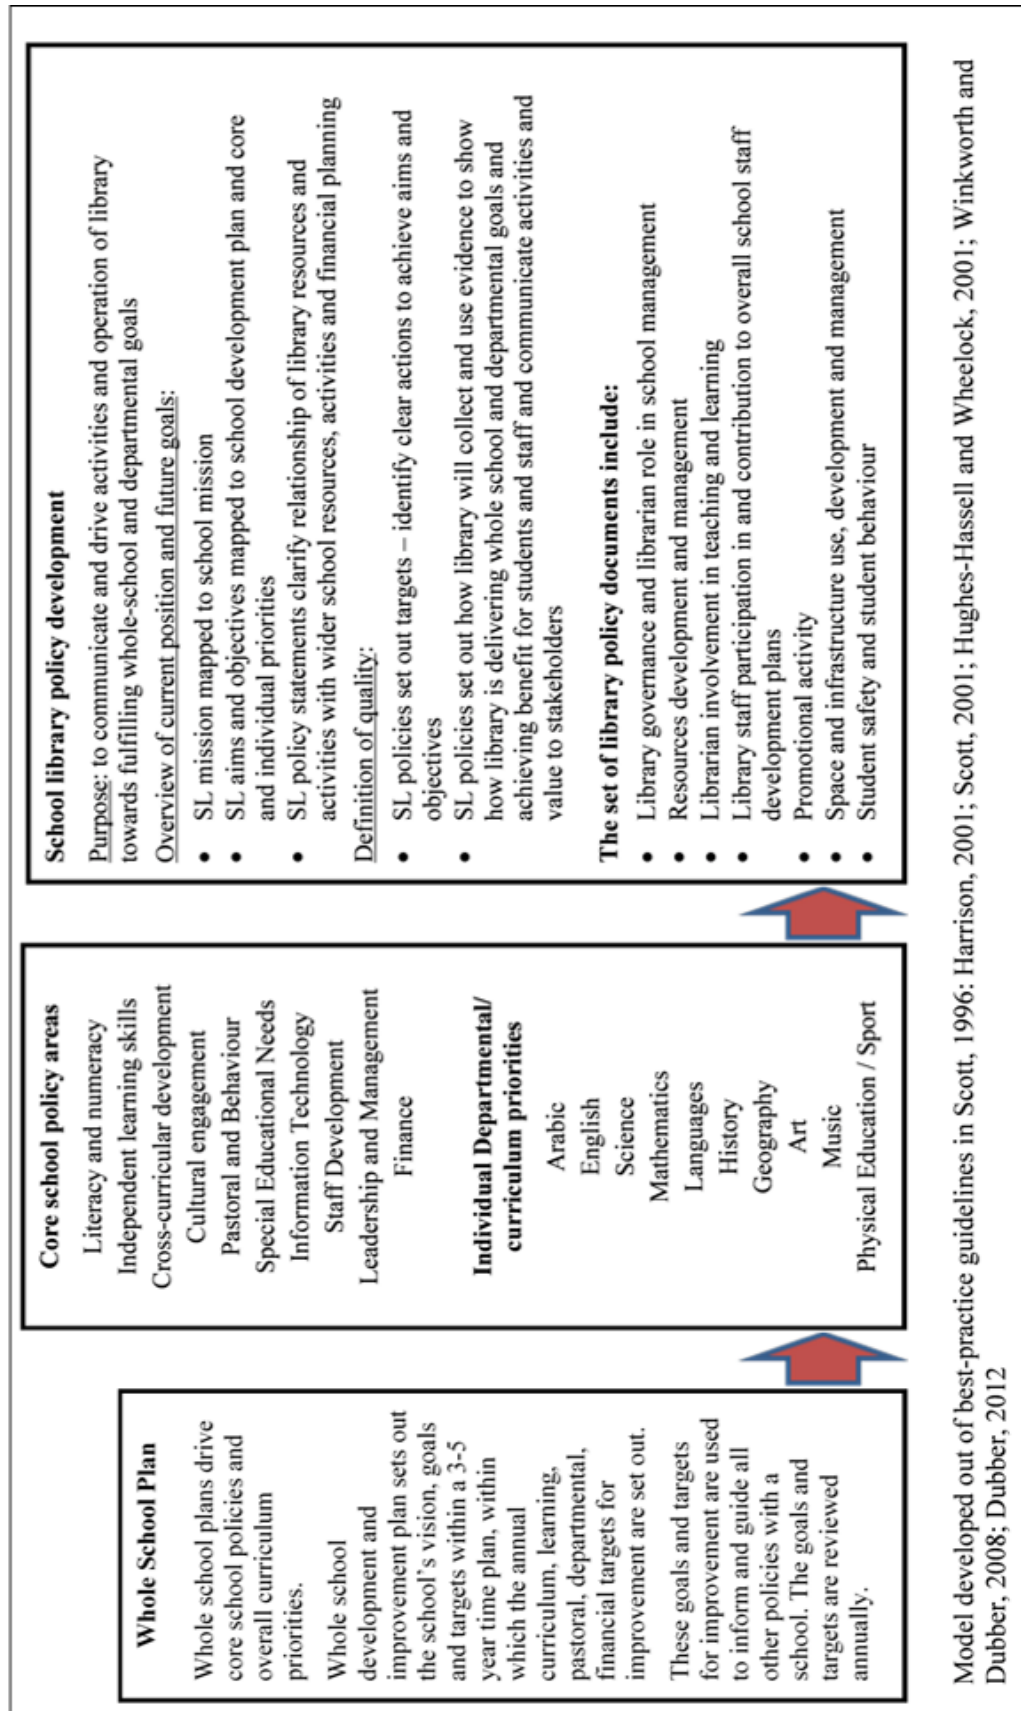 Whole School Plan
Whole school plans drive
core school policies and
overall curriculum
priorities.
Whole school
development and
improvement plan sets out
the school's vision, goals
and targets within a 3-5
year time plan, within
which the annual
curriculum, learning,
pastoral, departmental,
financial targets for
improvement are set out.
These goals and targets
for improvement are used
to inform and guide all
other policies with a
school. The goals and
targets are reviewed
annually.
Core school policy areas
Literacy and numeracy
Independent learning skills
Cross-curricular development
Cultural engagement
Pastoral and Behaviour
Special Educational Needs
Information Technology
Staff Development
Leadership and Management
Finance
Individual Departmental/
curriculum priorities
Arabic
English
Science
Mathematics
Languages
History
Geography
Art
Music
Physical Education / Sport
School library policy development
Purpose: to communicate and drive activities and operation of library
towards fulfilling whole-school and departmental goals
Overview of current position and future goals:
• SL mission mapped to school mission
• SL aims and objectives mapped to school development plan and core
and individual priorities
• SL policy statements clarify relationship of library resources and
activities with wider school resources, activities and financial planning
Definition of quality:
• SL policies set out targets – identify clear actions to achieve aims and
objectives
• SL policies set out how library will collect and use evidence to show
how library is delivering whole school and departmental goals and
achieving benefit for students and staff and communicate activities and
value to stakeholders
The set of library policy documents include:
• Library governance and librarian role in school management
• Resources development and management
• Librarian involvement in teaching and learning
• Library staff participation in and contribution to overall school staff
development plans
• Promotional activity
• Space and infrastructure use, development and management
• Student safety and student behaviour
Model developed out of best-practice guidelines in Scott, 1996: Harrison, 2001; Scott, 2001; Hughes-Hassell and Wheelock, 2001; Winkworth and
Dubber, 2008; Dubber, 2012